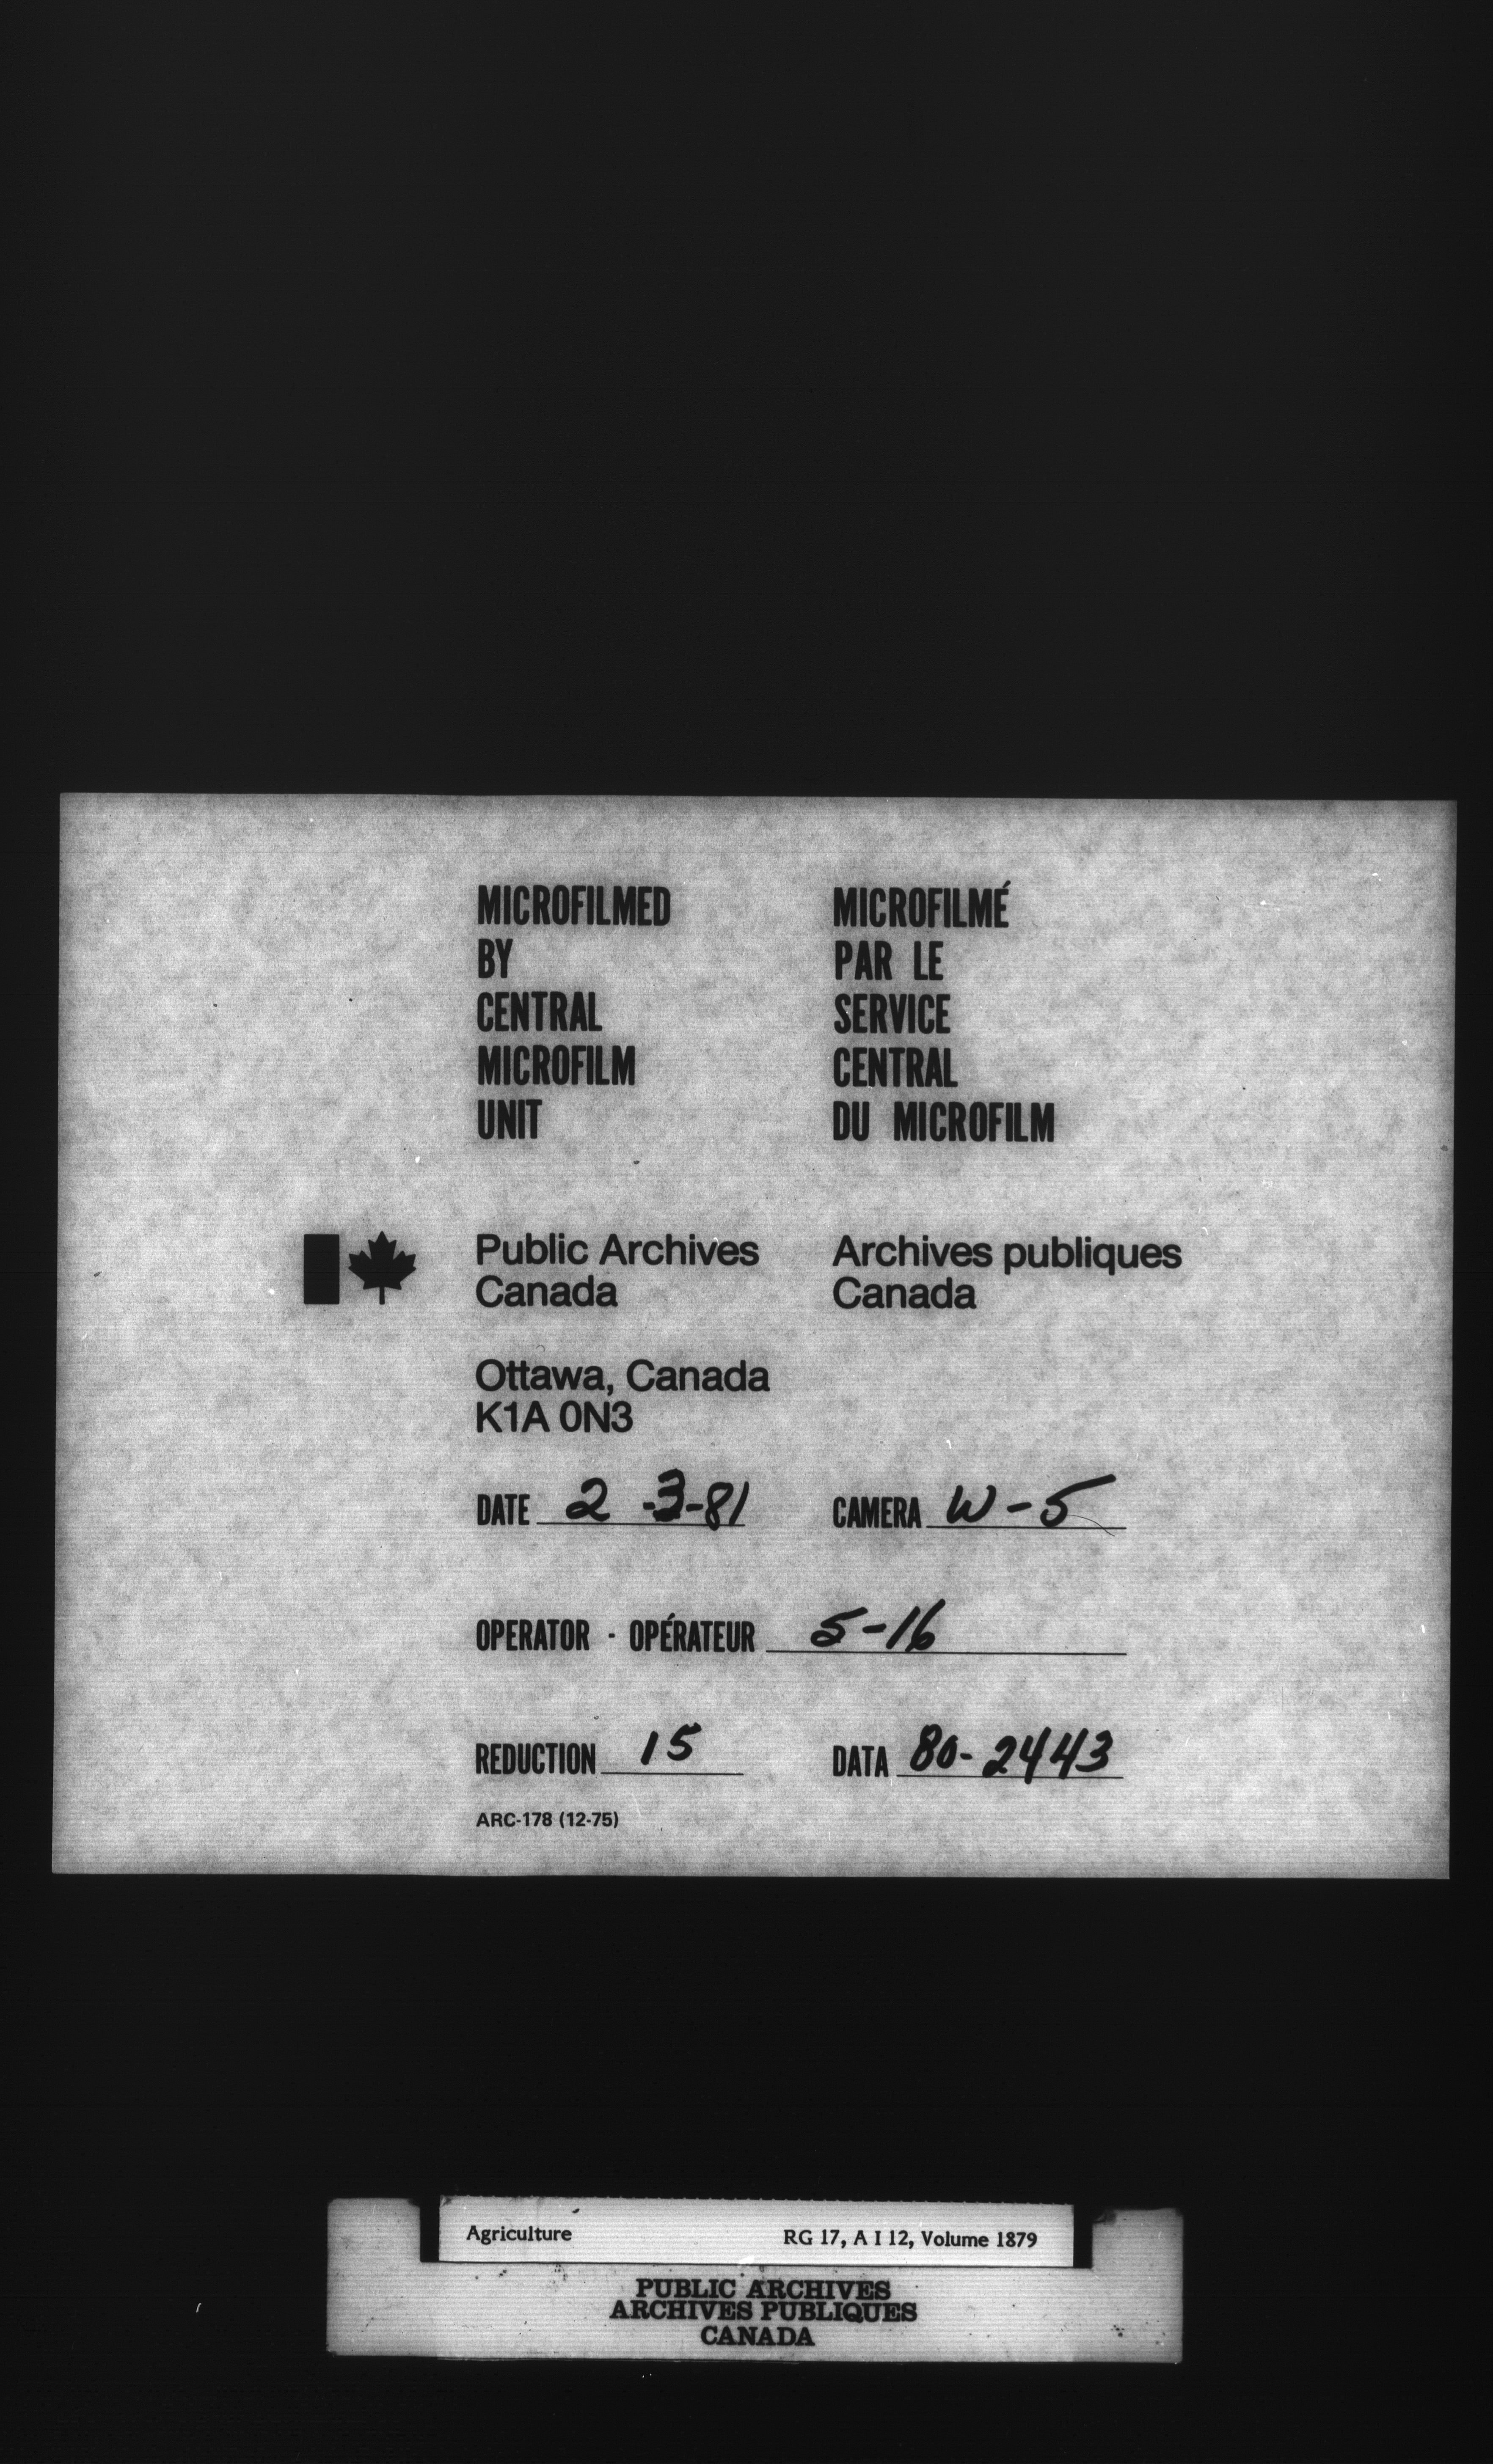 MICROFILMED
BY
CENTRAL
MICROFILM
UNIT
MICROFILMÉ
PAR LE
SERVICE
CENTRAL
DU MICROFILM
Public Archives
Canada
Archives publiques
Canada
Ottawa, Canada
K1A 0N3
DATE 2 -3-81
CAMERA W-5
OPERATOR - OPÉRATEUR 5-16
REDUCTION 15
DATA 80-2443
ARC-178 (12-75)
Agriculture RG 17, A I 12, Volume 1879
PUBLIC ARCHIVES
ARCHIVES PUBLIQUES
CANADA